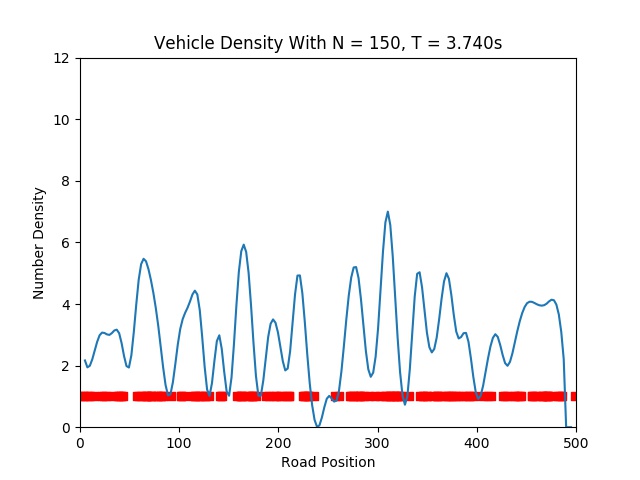 Vehicle Density With N = 150, T = 3.740s
12
10
8
6
4
2
0
Number Density
0 100 200 300 400 500
Road Position